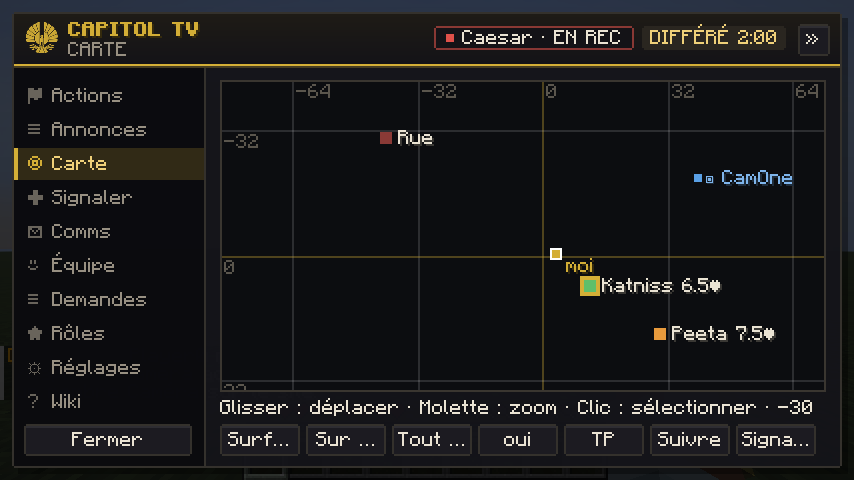 CAPITOL TV
CARTE
Caesar · EN REC
DIFFÉRÉ 2:00
»
Actions
Annonces
Carte
Signaler
Comms
Équipe
Demandes
Rôles
Réglages
? Wiki
Fermer
-64 -32 0 32 64
-32
Rue
CamOne
0
moi
Katniss 6.5♥
Peeta 7.5♥
32
Glisser : déplacer · Molette : zoom · Clic : sélectionner · -30
Surf... Sur ... Tout ... oui TP Suivre Signa...